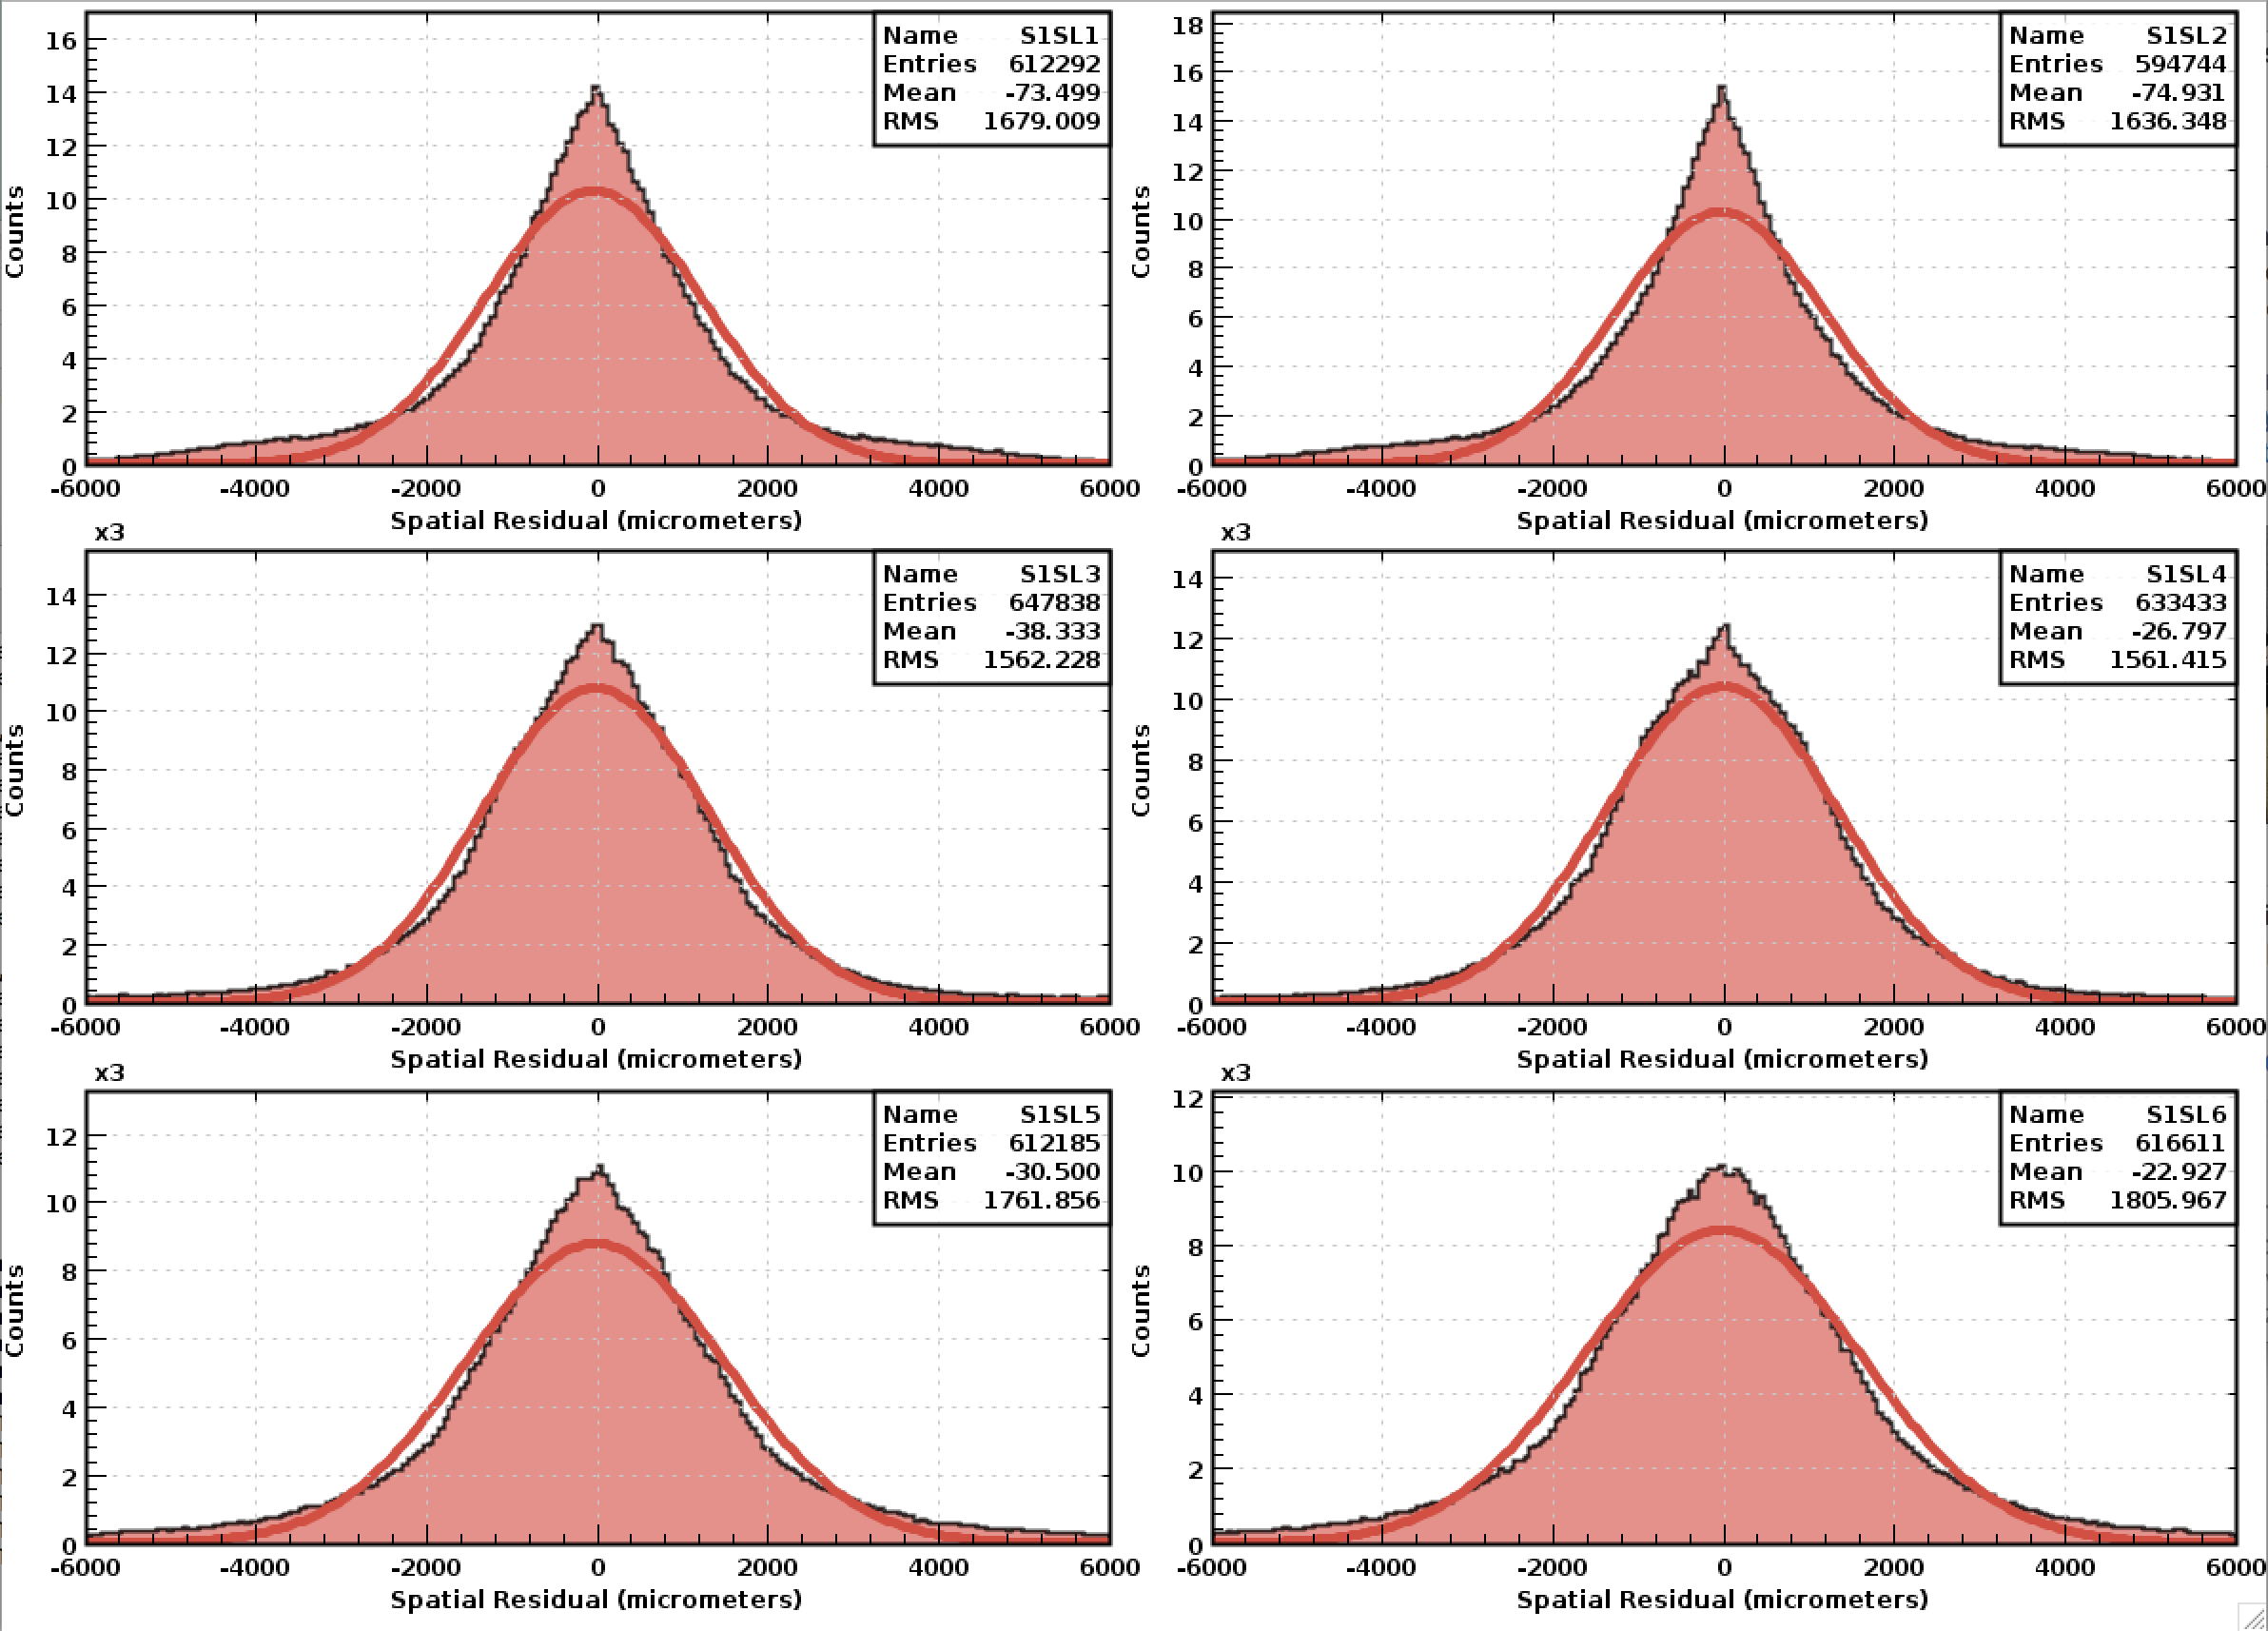 Name S1SL1
Entries 612292
Mean -73.499
RMS 1679.009
16
14
12
10
8
6
4
2
0
Counts
-6000 -4000 -2000 0 2000 4000 6000
Spatial Residual (micrometers)
Name S1SL2
Entries 594744
Mean -74.931
RMS 1636.348
18
16
14
12
10
8
6
4
2
0
Counts
-6000 -4000 -2000 0 2000 4000 6000
Spatial Residual (micrometers)
x3
Name S1SL3
Entries 647838
Mean -38.333
RMS 1562.228
14
12
10
8
6
4
2
0
Counts
-6000 -4000 -2000 0 2000 4000 6000
Spatial Residual (micrometers)
x3
Name S1SL4
Entries 633433
Mean -26.797
RMS 1561.415
14
12
10
8
6
4
2
0
Counts
-6000 -4000 -2000 0 2000 4000 6000
Spatial Residual (micrometers)
x3
Name S1SL5
Entries 612185
Mean -30.500
RMS 1761.856
12
10
8
6
4
2
0
Counts
-6000 -4000 -2000 0 2000 4000 6000
Spatial Residual (micrometers)
x3
Name S1SL6
Entries 616611
Mean -22.927
RMS 1805.967
12
10
8
6
4
2
0
Counts
-6000 -4000 -2000 0 2000 4000 6000
Spatial Residual (micrometers)